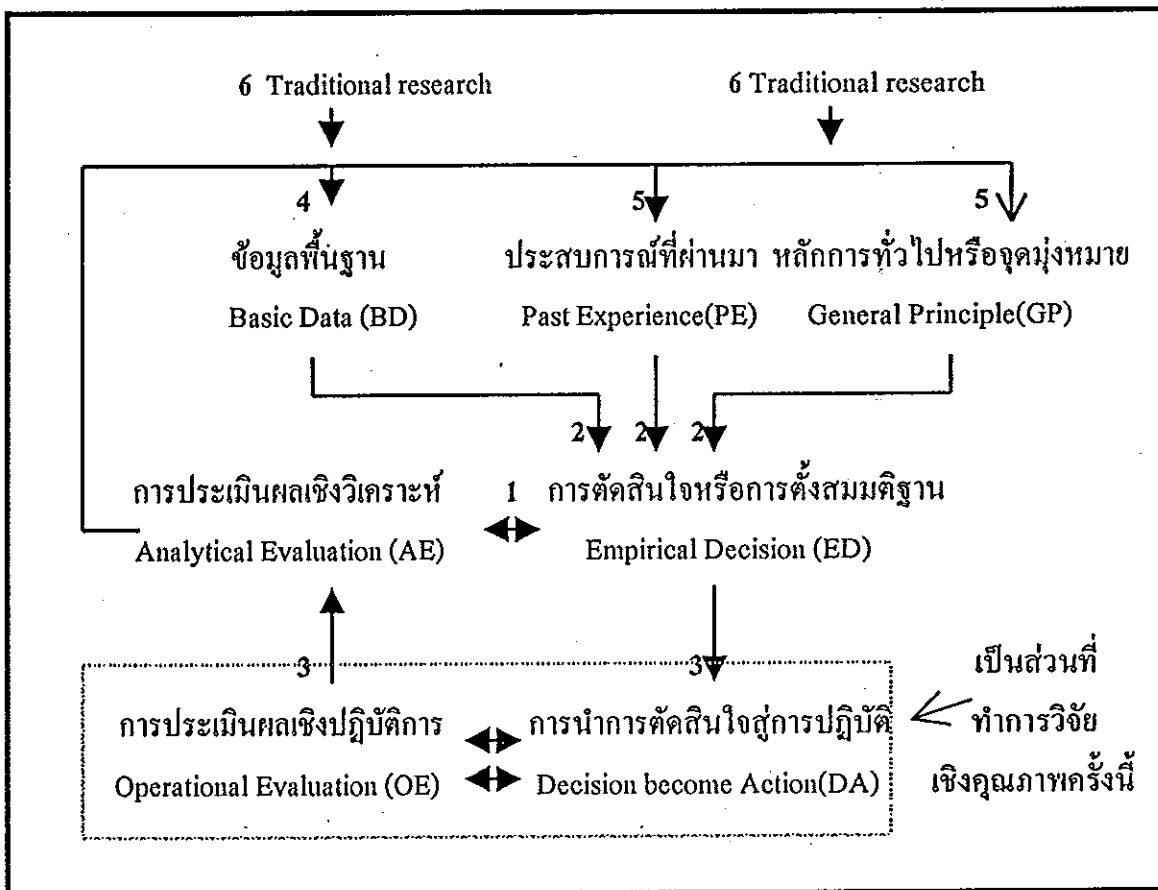 6 Traditional research 6 Traditional research
4 5 5
ข้อมูลพื้นฐาน ประสบการณ์ที่ผ่านมา หลักการทั่วไปหรือจุดมุ่งหมาย
Basic Data (BD) Past Experience(PE) General Principle(GP)
2 2 2
การประเมินผลเชิงวิเคราะห์ 1 การตัดสินใจหรือการตั้งสมมติฐาน
Analytical Evaluation (AE) Empirical Decision (ED)
3 3
เป็นส่วนที่
การประเมินผลเชิงปฏิบัติการ การนำการตัดสินใจสู่การปฏิบัติ ทำการวิจัย
Operational Evaluation (OE) Decision become Action(DA) เชิงคุณภาพครั้งนี้